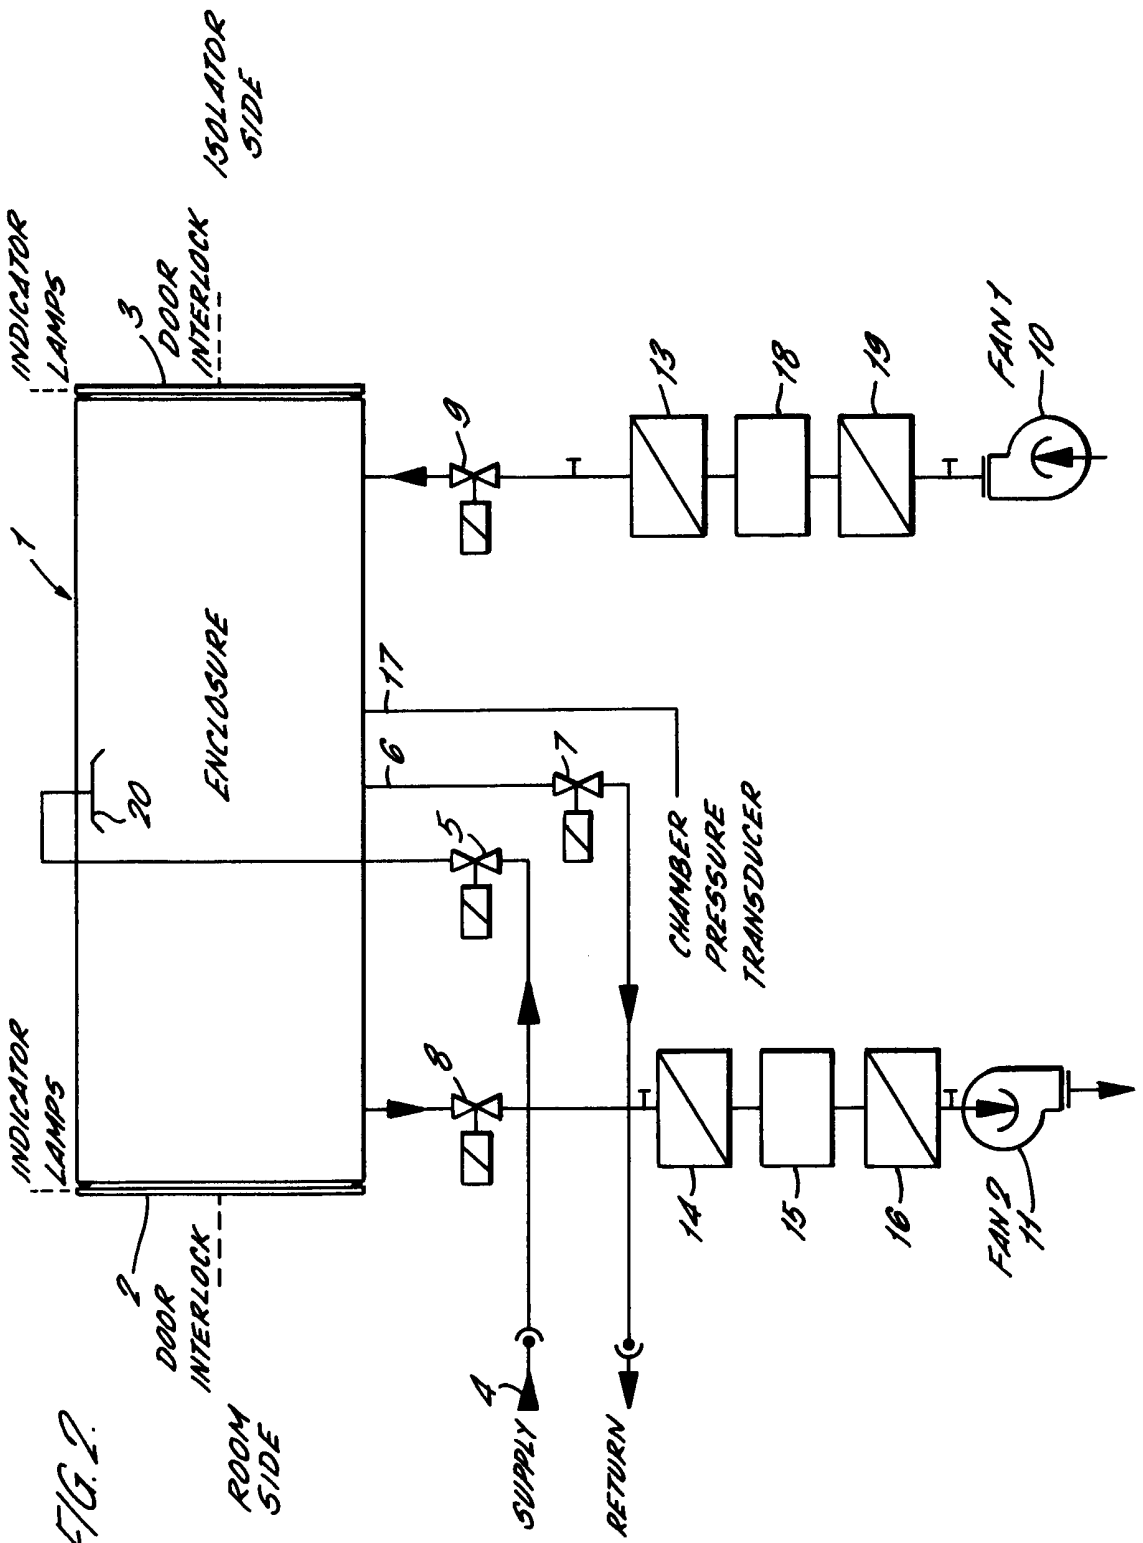 FIG. 2.
INDICATOR
LAMPS
INDICATOR
LAMPS
1
2
DOOR
INTERLOCK
ROOM
SIDE
20
ENCLOSURE
3
DOOR
INTERLOCK
ISOLATOR
SIDE
8
5
6
17
7
9
4
SUPPLY
RETURN
CHAMBER
PRESSURE
TRANSDUCER
14
15
16
FAN 2
11
13
18
19
FAN 1
10